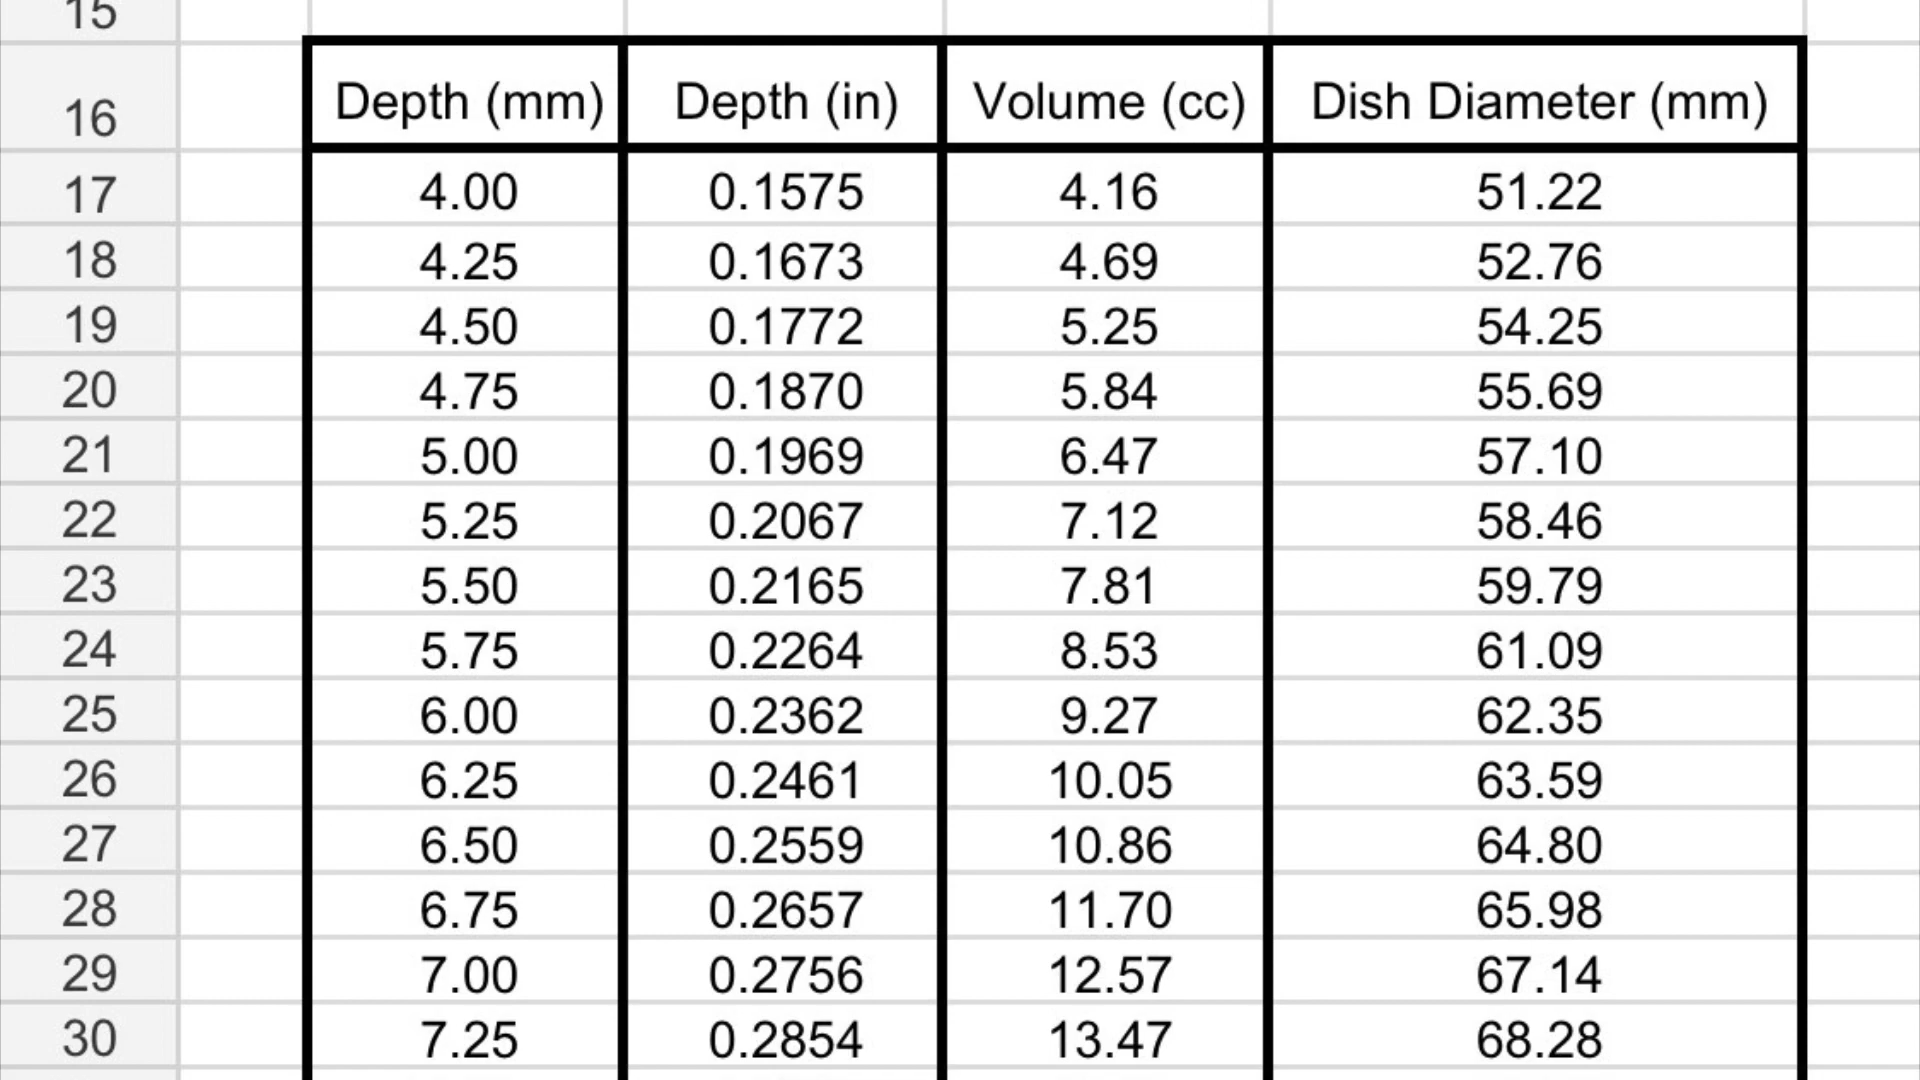 15
16 Depth (mm) Depth (in) Volume (cc) Dish Diameter (mm)
17 4.00 0.1575 4.16 51.22
18 4.25 0.1673 4.69 52.76
19 4.50 0.1772 5.25 54.25
20 4.75 0.1870 5.84 55.69
21 5.00 0.1969 6.47 57.10
22 5.25 0.2067 7.12 58.46
23 5.50 0.2165 7.81 59.79
24 5.75 0.2264 8.53 61.09
25 6.00 0.2362 9.27 62.35
26 6.25 0.2461 10.05 63.59
27 6.50 0.2559 10.86 64.80
28 6.75 0.2657 11.70 65.98
29 7.00 0.2756 12.57 67.14
30 7.25 0.2854 13.47 68.28